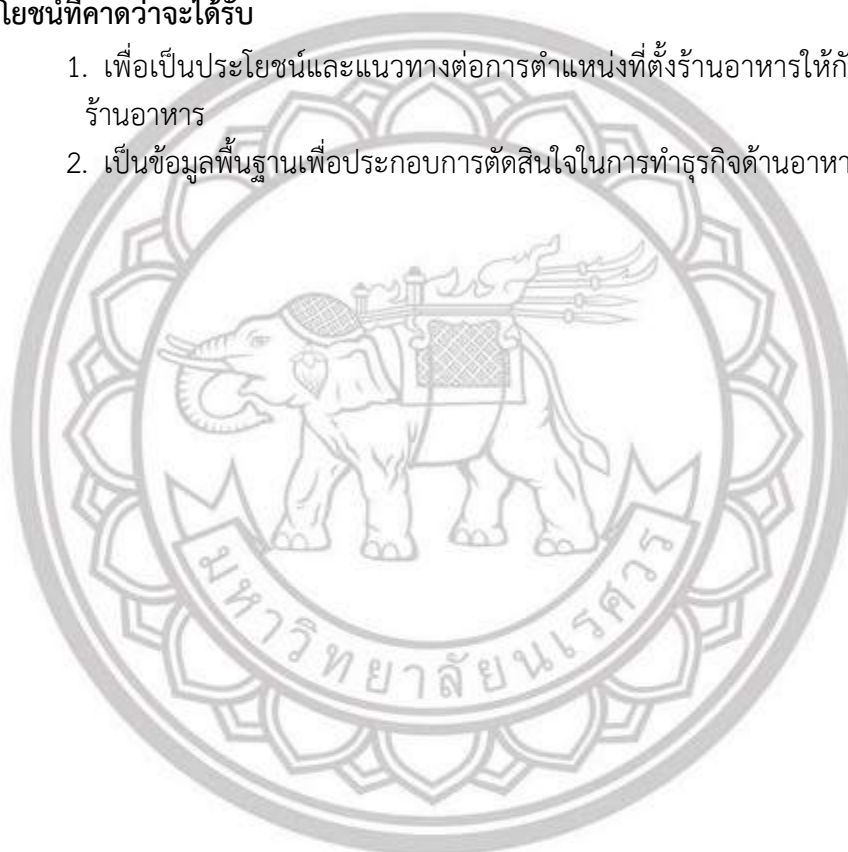 โยชน์ที่คาดว่าจะได้รับ
1. เพื่อเป็นประโยชน์และแนวทางต่อการตำแหน่งที่ตั้งร้านอาหารให้กั
ร้านอาหาร
2. เป็นข้อมูลพื้นฐานเพื่อประกอบการตัดสินใจในการทำธุรกิจด้านอาหา
มหาวิทยาลัยนเรศวร